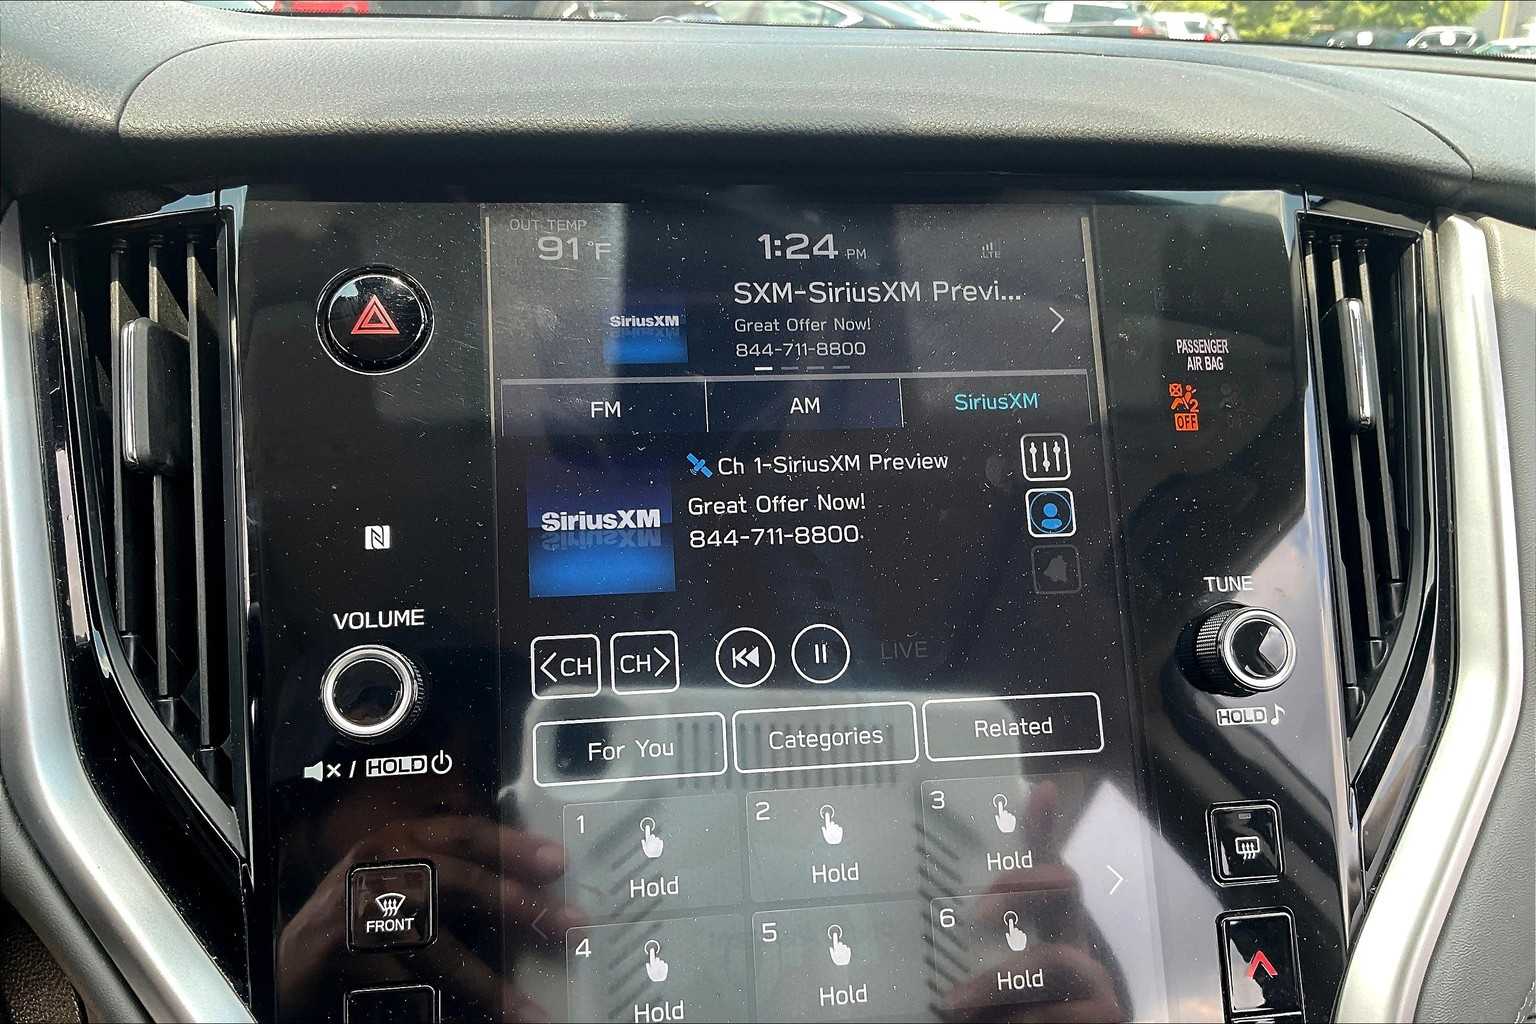 OUT TEMP
91°F
1:24 PM
LTE
SXM-SiriusXM Previ...
SiriusXM
Great Offer Now!
844-711-8800
PASSENGER
AIR BAG
2
OFF
FM
AM
SiriusXM
Ch 1-SiriusXM Preview
Great Offer Now!
SiriusXM
844-711-8800
TUNE
VOLUME
<CH
CH>
LIVE
HOLD
For You
Categories
Related
/ HOLD
1
Hold
2
Hold
3
Hold
FRONT
4
Hold
5
Hold
6
Hold